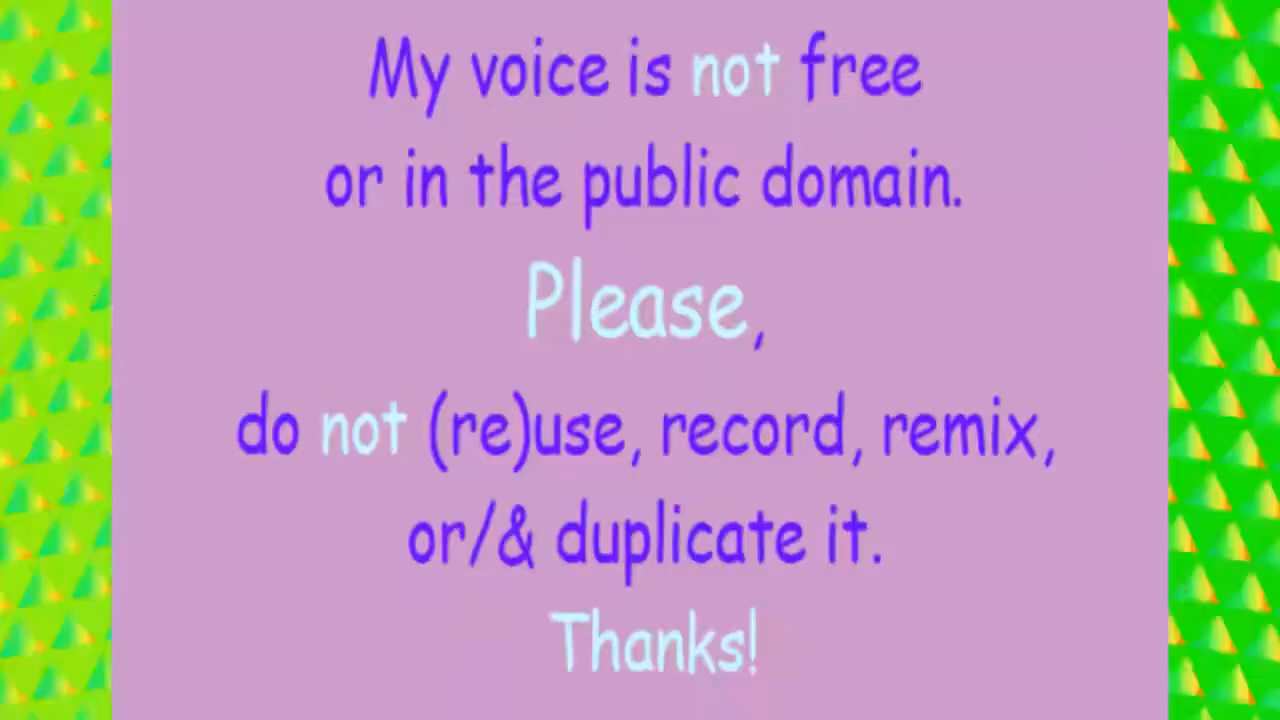 My voice is not free
or in the public domain.
Please,
do not (re)use, record, remix,
or/& duplicate it.
Thanks!